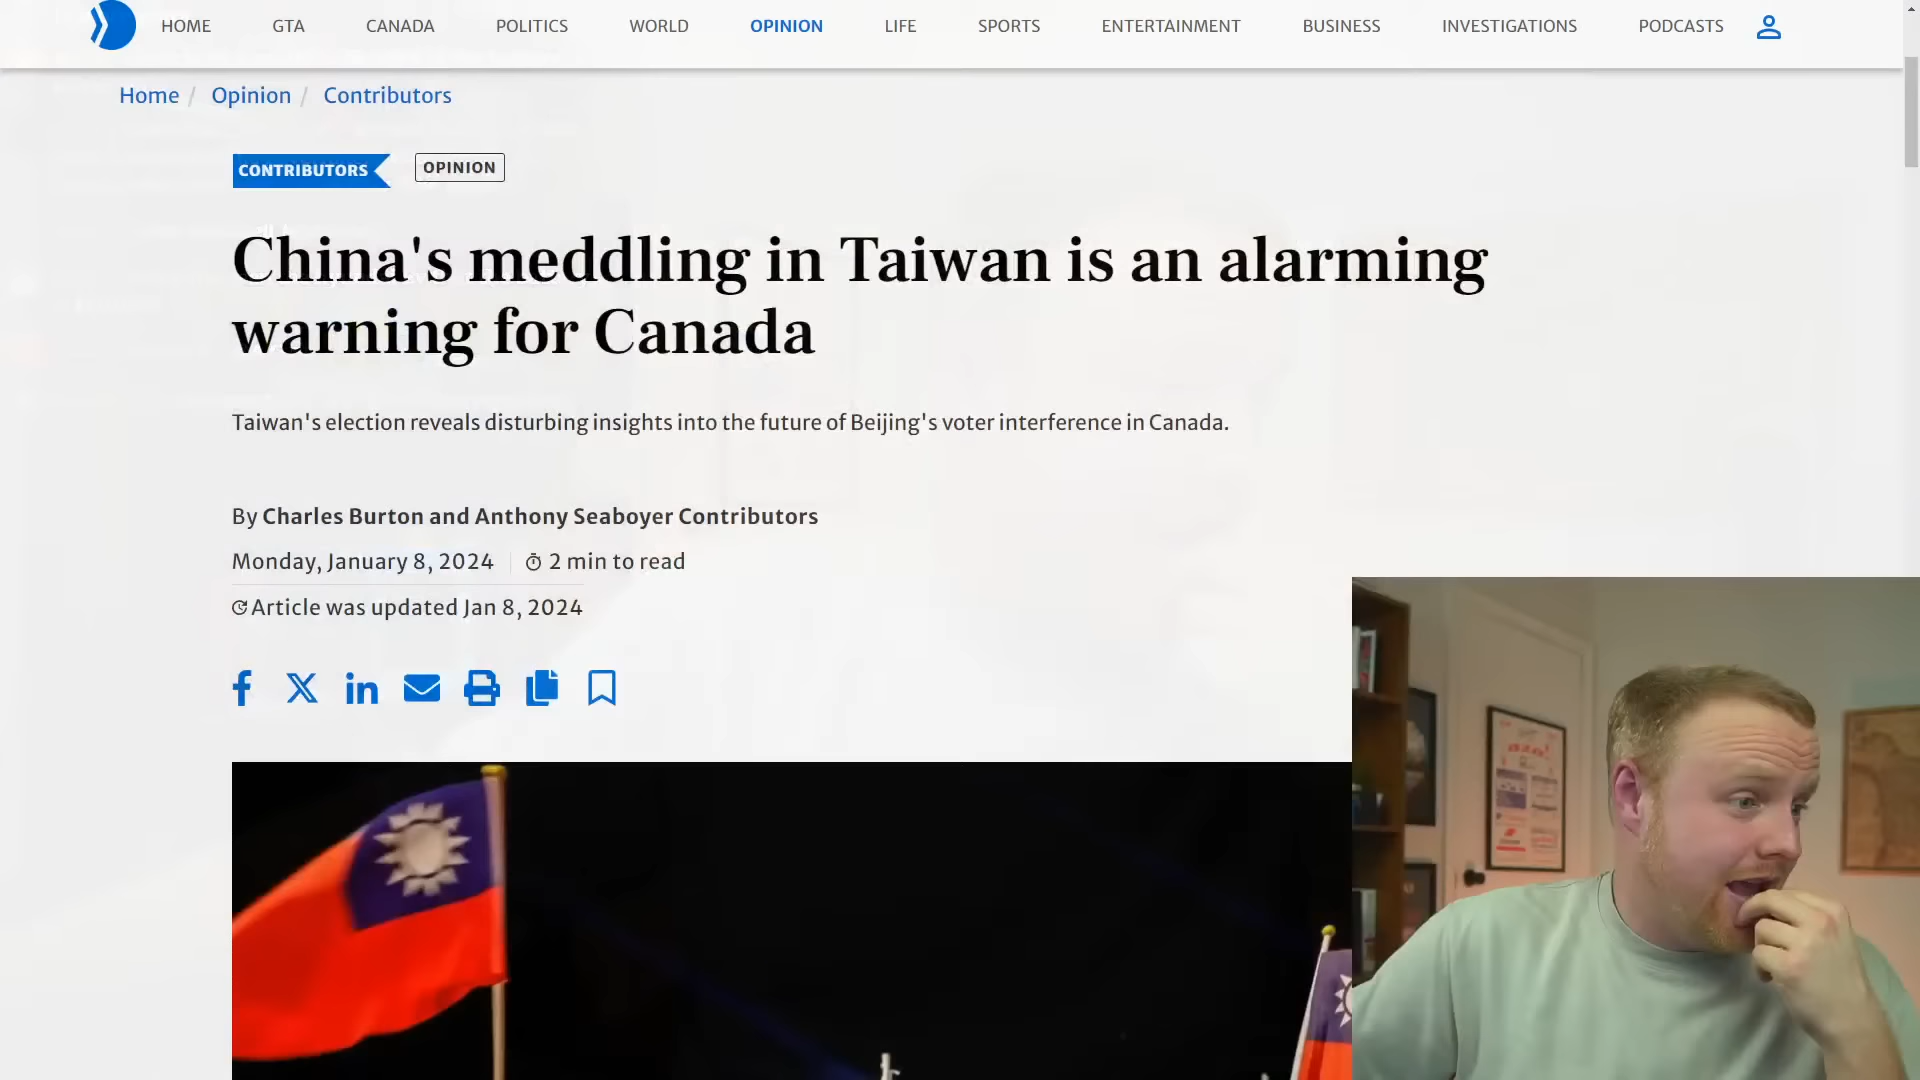 HOME GTA CANADA POLITICS WORLD OPINION LIFE SPORTS ENTERTAINMENT BUSINESS INVESTIGATIONS PODCASTS
Home / Opinion / Contributors
CONTRIBUTORS OPINION
China's meddling in Taiwan is an alarming
warning for Canada
Taiwan's election reveals disturbing insights into the future of Beijing's voter interference in Canada.
By Charles Burton and Anthony Seaboyer Contributors
Monday, January 8, 2024 2 min to read
Article was updated Jan 8, 2024